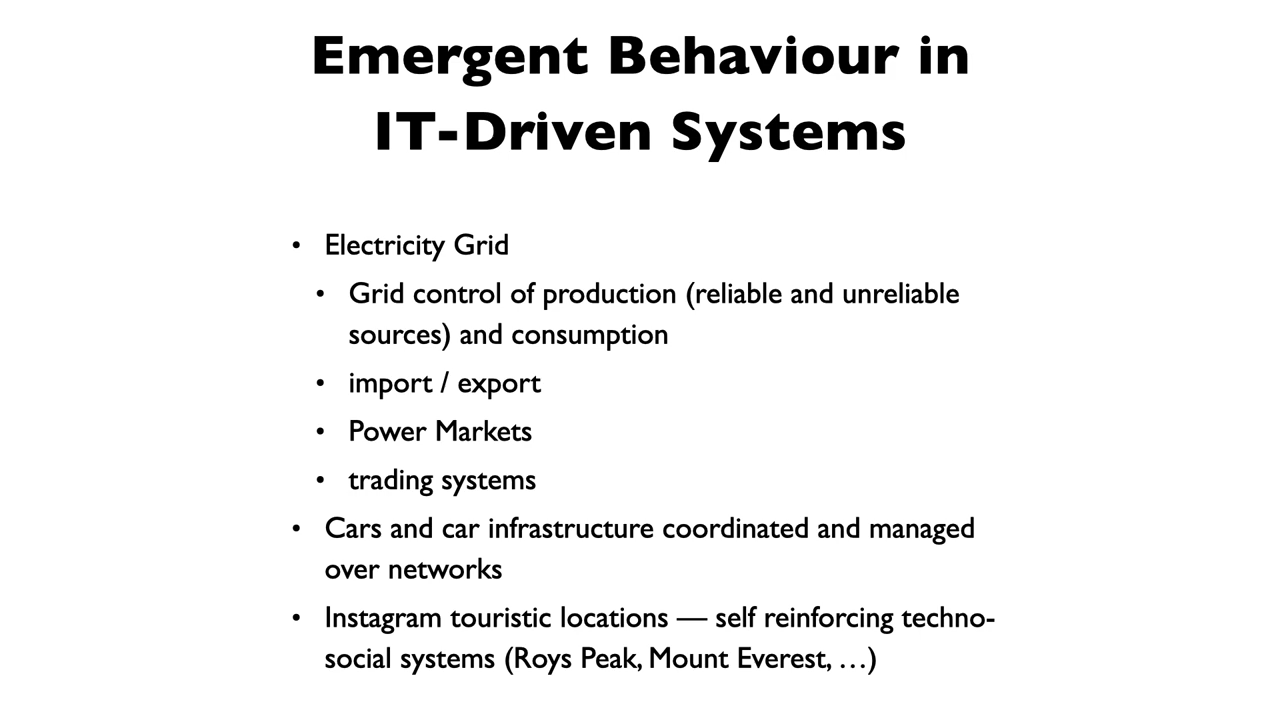 Emergent Behaviour in
IT-Driven Systems
• Electricity Grid
• Grid control of production (reliable and unreliable
sources) and consumption
• import / export
• Power Markets
• trading systems
• Cars and car infrastructure coordinated and managed
over networks
• Instagram touristic locations — self reinforcing techno-
social systems (Roys Peak, Mount Everest, …)